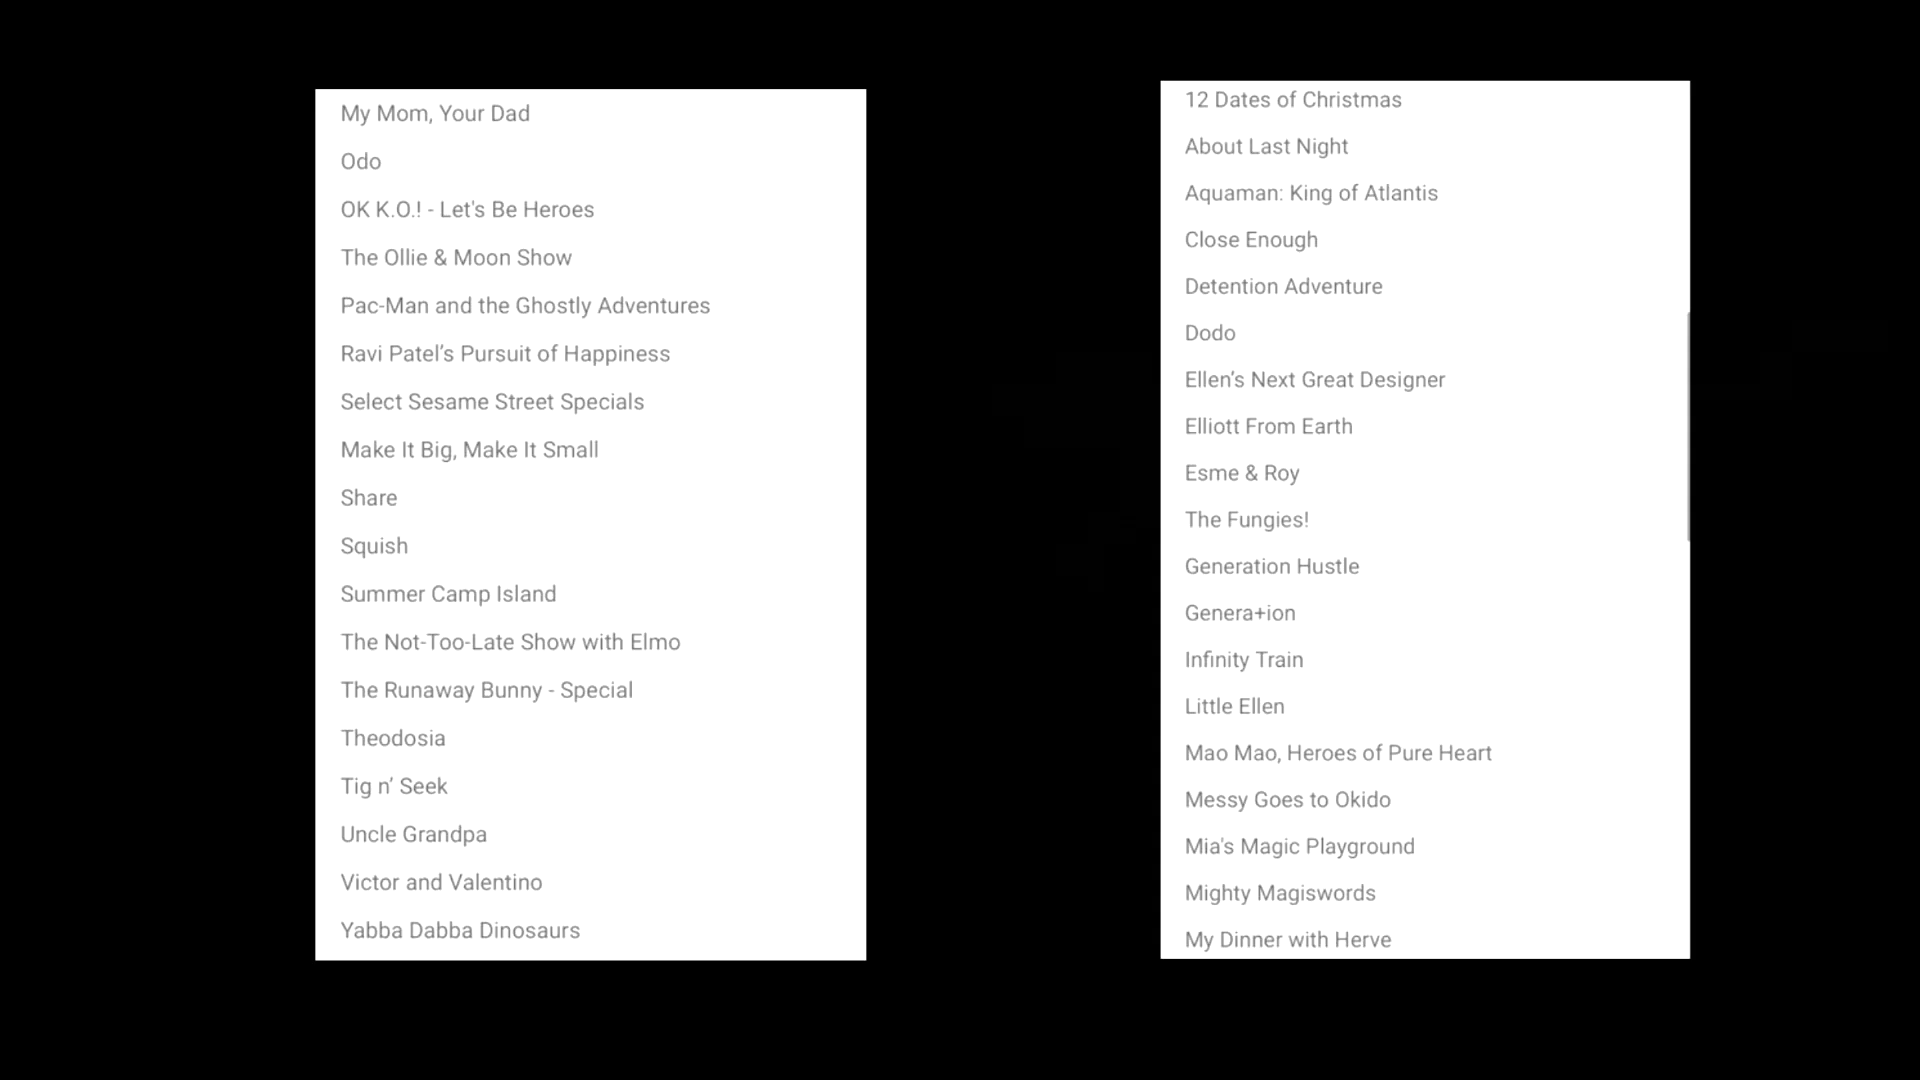 My Mom, Your Dad
Odo
OK K.O.! - Let's Be Heroes
The Ollie & Moon Show
Pac-Man and the Ghostly Adventures
Ravi Patel’s Pursuit of Happiness
Select Sesame Street Specials
Make It Big, Make It Small
Share
Squish
Summer Camp Island
The Not-Too-Late Show with Elmo
The Runaway Bunny - Special
Theodosia
Tig n’ Seek
Uncle Grandpa
Victor and Valentino
Yabba Dabba Dinosaurs
12 Dates of Christmas
About Last Night
Aquaman: King of Atlantis
Close Enough
Detention Adventure
Dodo
Ellen’s Next Great Designer
Elliott From Earth
Esme & Roy
The Fungies!
Generation Hustle
Genera+ion
Infinity Train
Little Ellen
Mao Mao, Heroes of Pure Heart
Messy Goes to Okido
Mia's Magic Playground
Mighty Magiswords
My Dinner with Herve